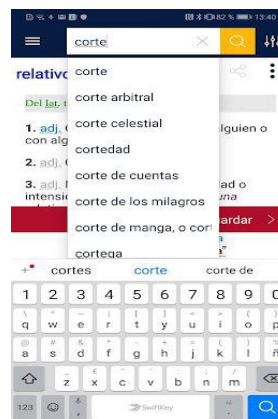 82 % 13:40
corte
relativo
corte
corte arbitral
corte celestial
cortedad
corte de cuentas
corte de los milagros
corte de manga, o cor
cortega
Del lat.
1. adj. alguien o
con alg
2. adj.
3. adj. dad o
intensi una
ardar >
cortes corte corte de
1 2 3 4 5 6 7 8 9 0
q w e r t y u i o p
a s d f g h j k l ñ
z x c v b n m
123 SwiftKey